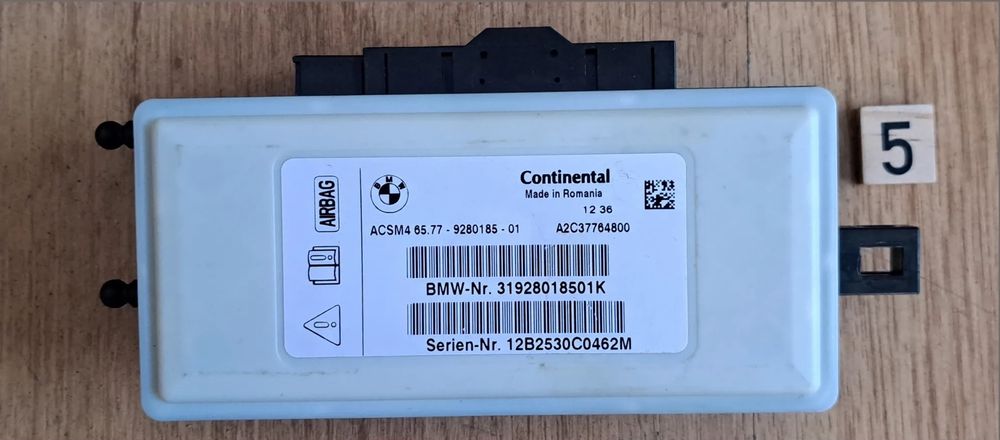 AIRBAG
BMW
Continental
Made in Romania
12 36
ACSM4 65.77 - 9280185 - 01 A2C37764800
BMW-Nr. 31928018501K
Serien-Nr. 12B2530C0462M
5